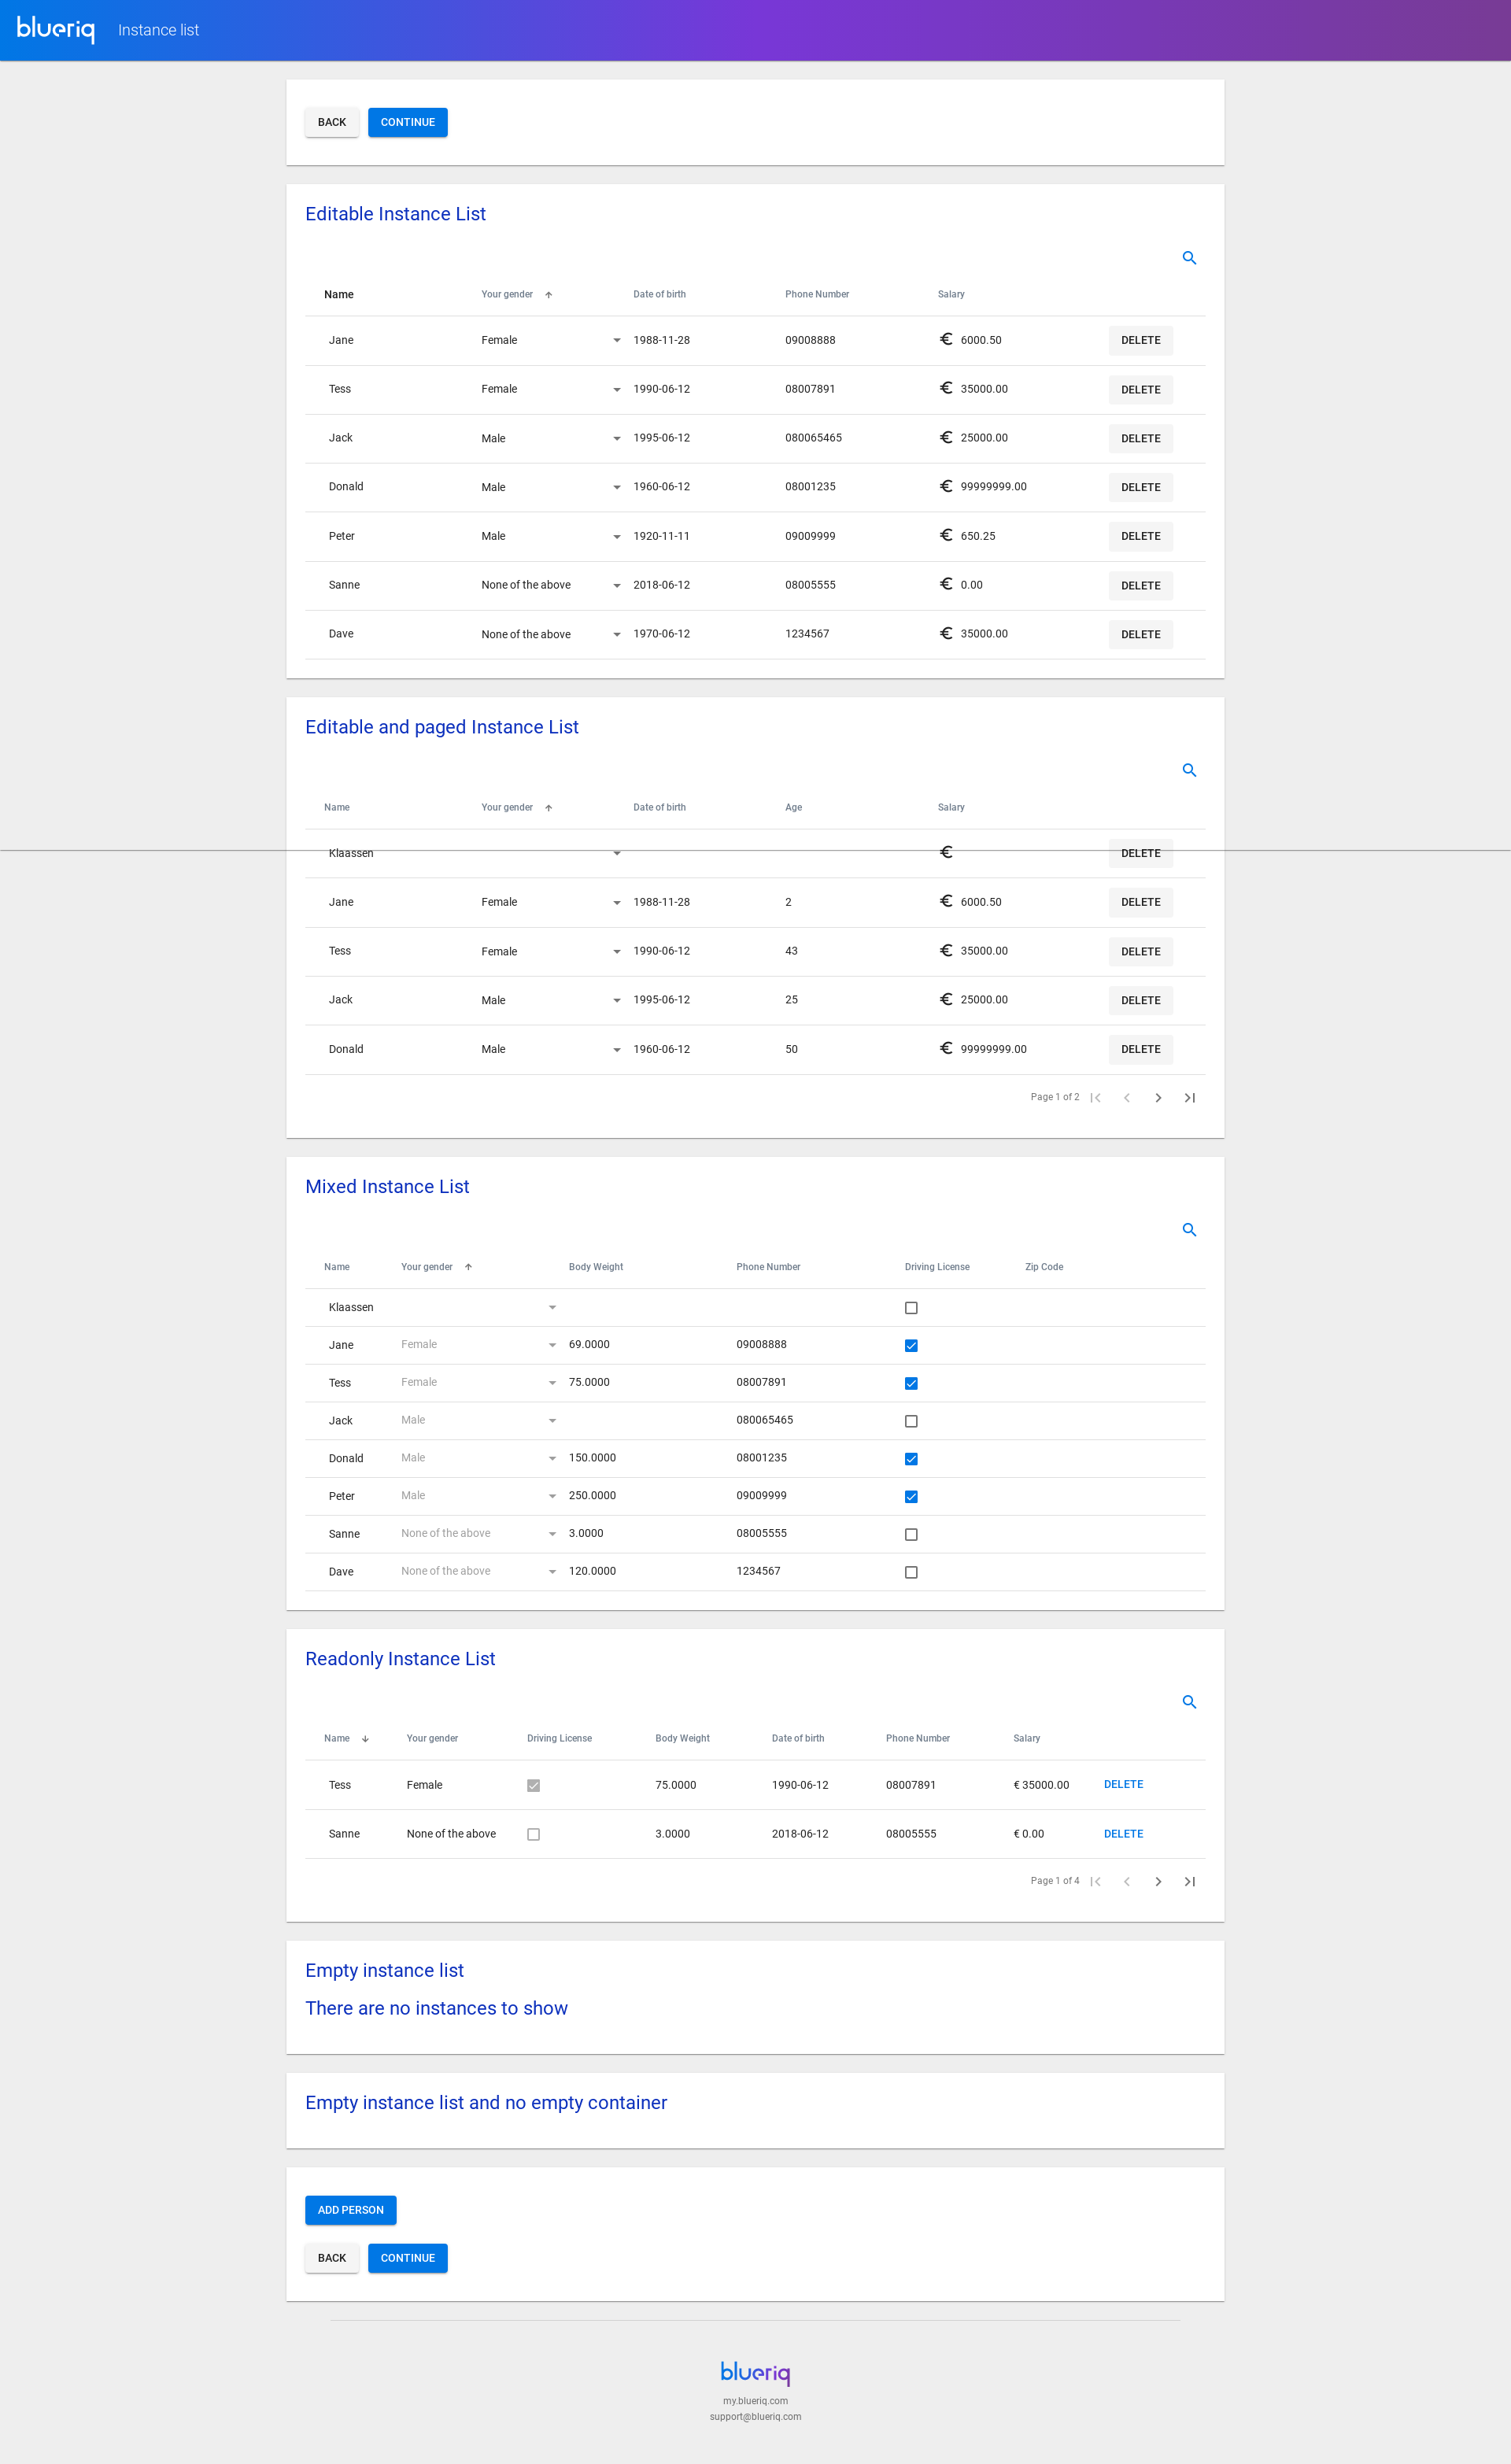 blueriq Instance list
BACK CONTINUE
Editable Instance List
Name Your gender Date of birth Phone Number Salary
Jane Female 1988-11-28 09008888 € 6000.50 DELETE
Tess Female 1990-06-12 08007891 € 35000.00 DELETE
Jack Male 1995-06-12 080065465 € 25000.00 DELETE
Donald Male 1960-06-12 08001235 € 99999999.00 DELETE
Peter Male 1920-11-11 09009999 € 650.25 DELETE
Sanne None of the above 2018-06-12 08005555 € 0.00 DELETE
Dave None of the above 1970-06-12 1234567 € 35000.00 DELETE
Editable and paged Instance List
Name Your gender Date of birth Age Salary
Klaassen € DELETE
Jane Female 1988-11-28 2 € 6000.50 DELETE
Tess Female 1990-06-12 43 € 35000.00 DELETE
Jack Male 1995-06-12 25 € 25000.00 DELETE
Donald Male 1960-06-12 50 € 99999999.00 DELETE
Page 1 of 2
Mixed Instance List
Name Your gender Body Weight Phone Number Driving License Zip Code
Klaassen
Jane Female 69.0000 09008888
Tess Female 75.0000 08007891
Jack Male 080065465
Donald Male 150.0000 08001235
Peter Male 250.0000 09009999
Sanne None of the above 3.0000 08005555
Dave None of the above 120.0000 1234567
Readonly Instance List
Name Your gender Driving License Body Weight Date of birth Phone Number Salary
Tess Female 75.0000 1990-06-12 08007891 € 35000.00 DELETE
Sanne None of the above 3.0000 2018-06-12 08005555 € 0.00 DELETE
Page 1 of 4
Empty instance list
There are no instances to show
Empty instance list and no empty container
ADD PERSON
BACK CONTINUE
blueriq
my.blueriq.com
support@blueriq.com